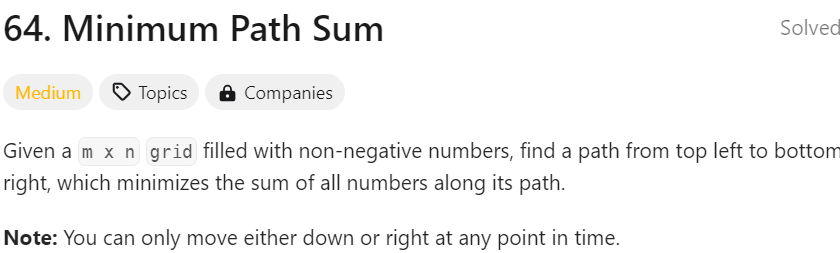 64. Minimum Path Sum
Solved
Medium Topics Companies
Given a m x n grid filled with non-negative numbers, find a path from top left to bottom
right, which minimizes the sum of all numbers along its path.
Note: You can only move either down or right at any point in time.